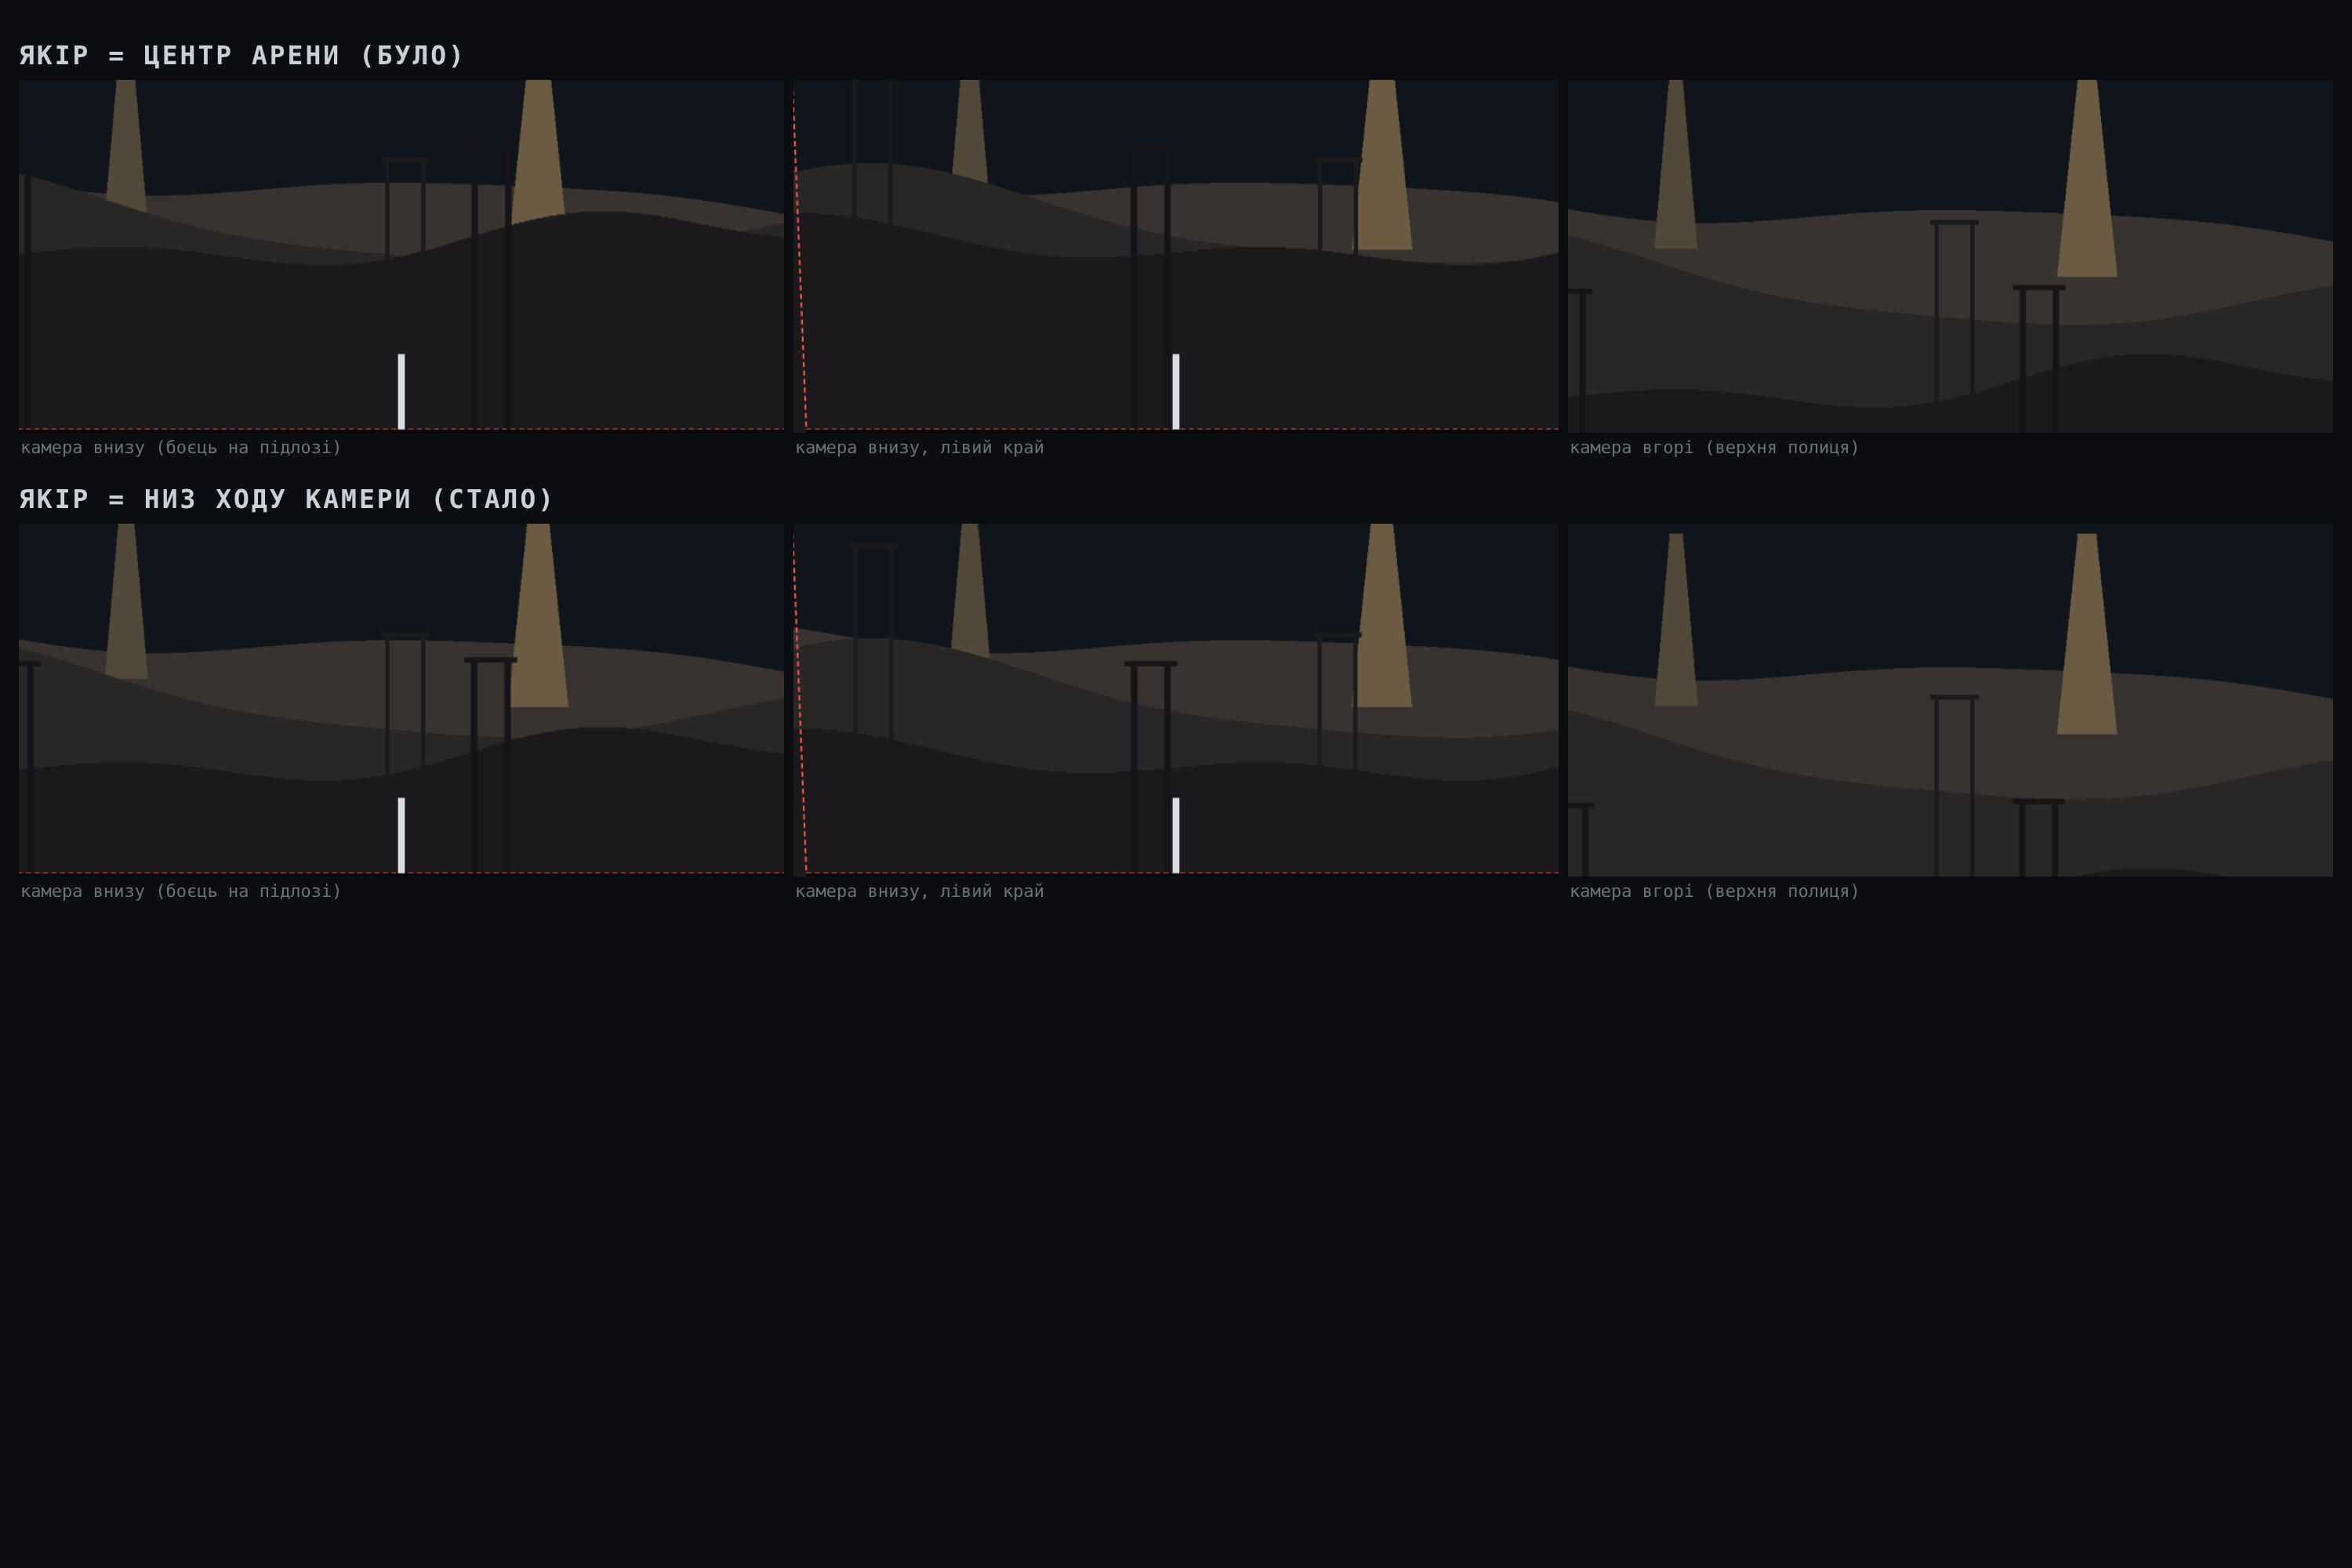 ЯКІР = ЦЕНТР АРЕНИ (БУЛО)
камера внизу (боєць на підлозі)
камера внизу, лівий край
камера вгорі (верхня полиця)
ЯКІР = НИЗ ХОДУ КАМЕРИ (СТАЛО)
камера внизу (боєць на підлозі)
камера внизу, лівий край
камера вгорі (верхня полиця)